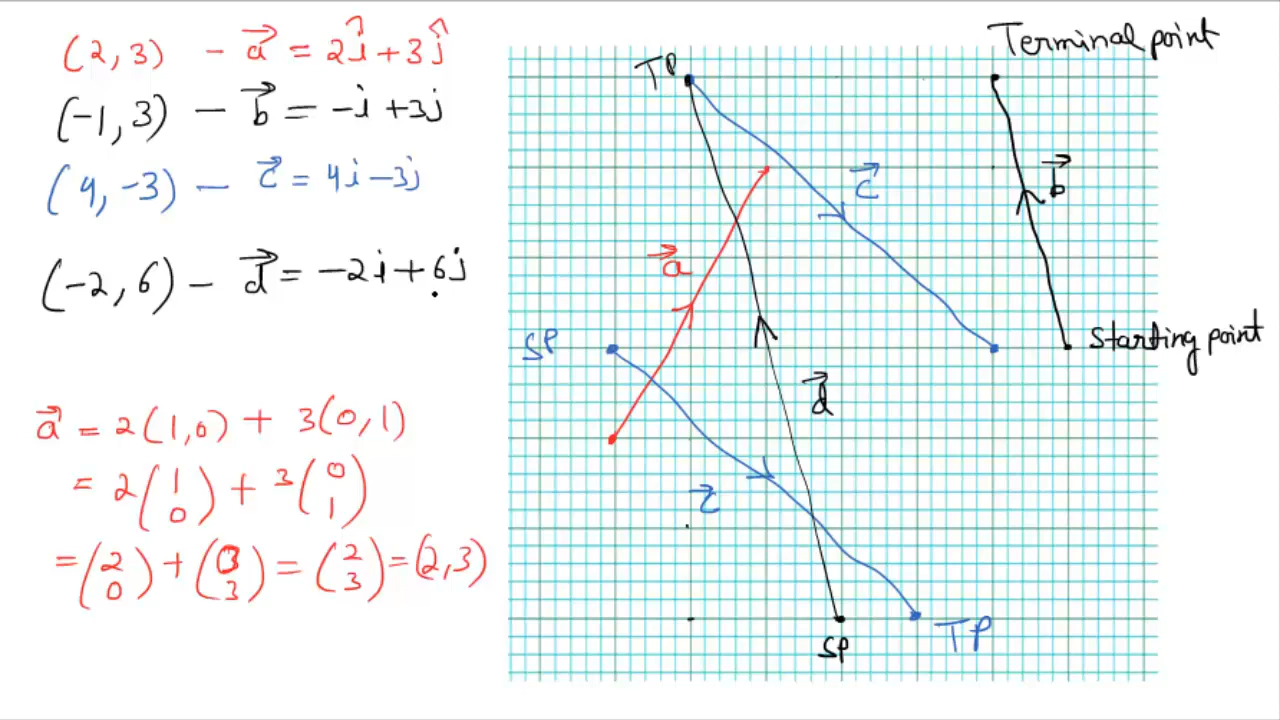 (2,3) - a⃗ = 2î + 3ĵ
(-1,3) - b⃗ = -i + 3j
(4,-3) - c⃗ = 4i - 3j
(-2,6) - d⃗ = -2i + 6j
a⃗ = 2(1,0) + 3(0,1)
= 2(1 0) + 3(0 1)
= (2 0) + (0 3) = (2 3) = (2,3)
Terminal point
TP
c⃗
b⃗
a⃗
SP
Starting point
d⃗
c⃗
TP
SP